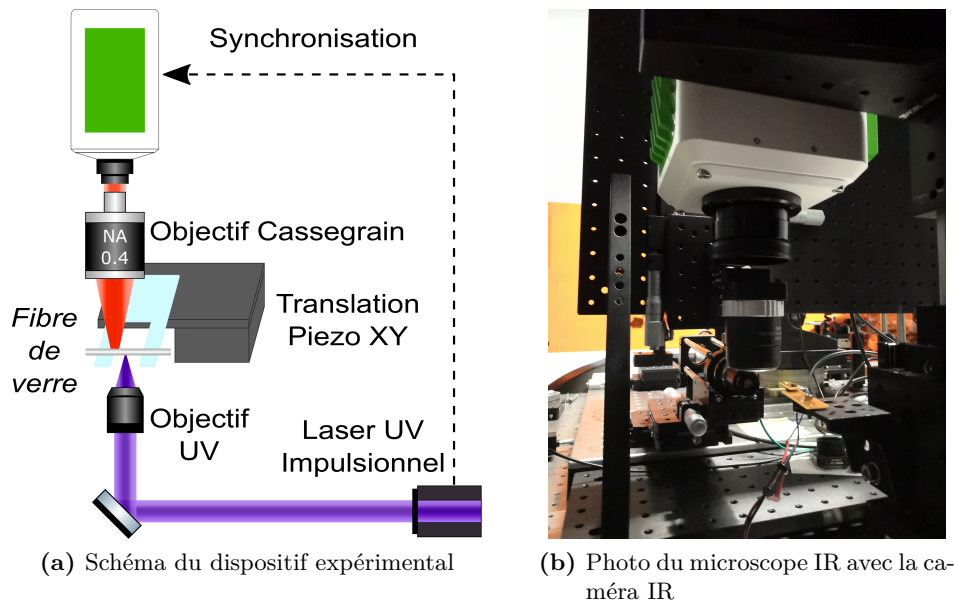 Synchronisation
Objectif Cassegrain
NA
0.4
Translation
Piezo XY
Fibre
de
verre
Objectif
UV
Laser UV
Impulsionnel
(a) Schéma du dispositif expérimental
(b) Photo du microscope IR avec la ca-
méra IR